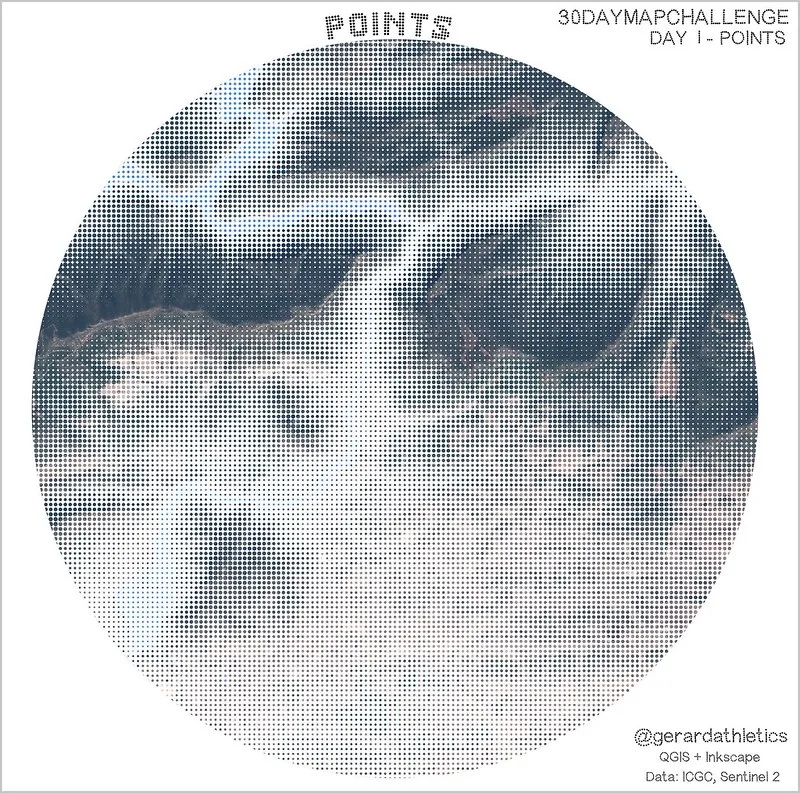 POINTS
30DAYMAPCHALLENGE
DAY 1 - POINTS
@gerardathletics
QGIS + Inkscape
Data: ICGC, Sentinel 2